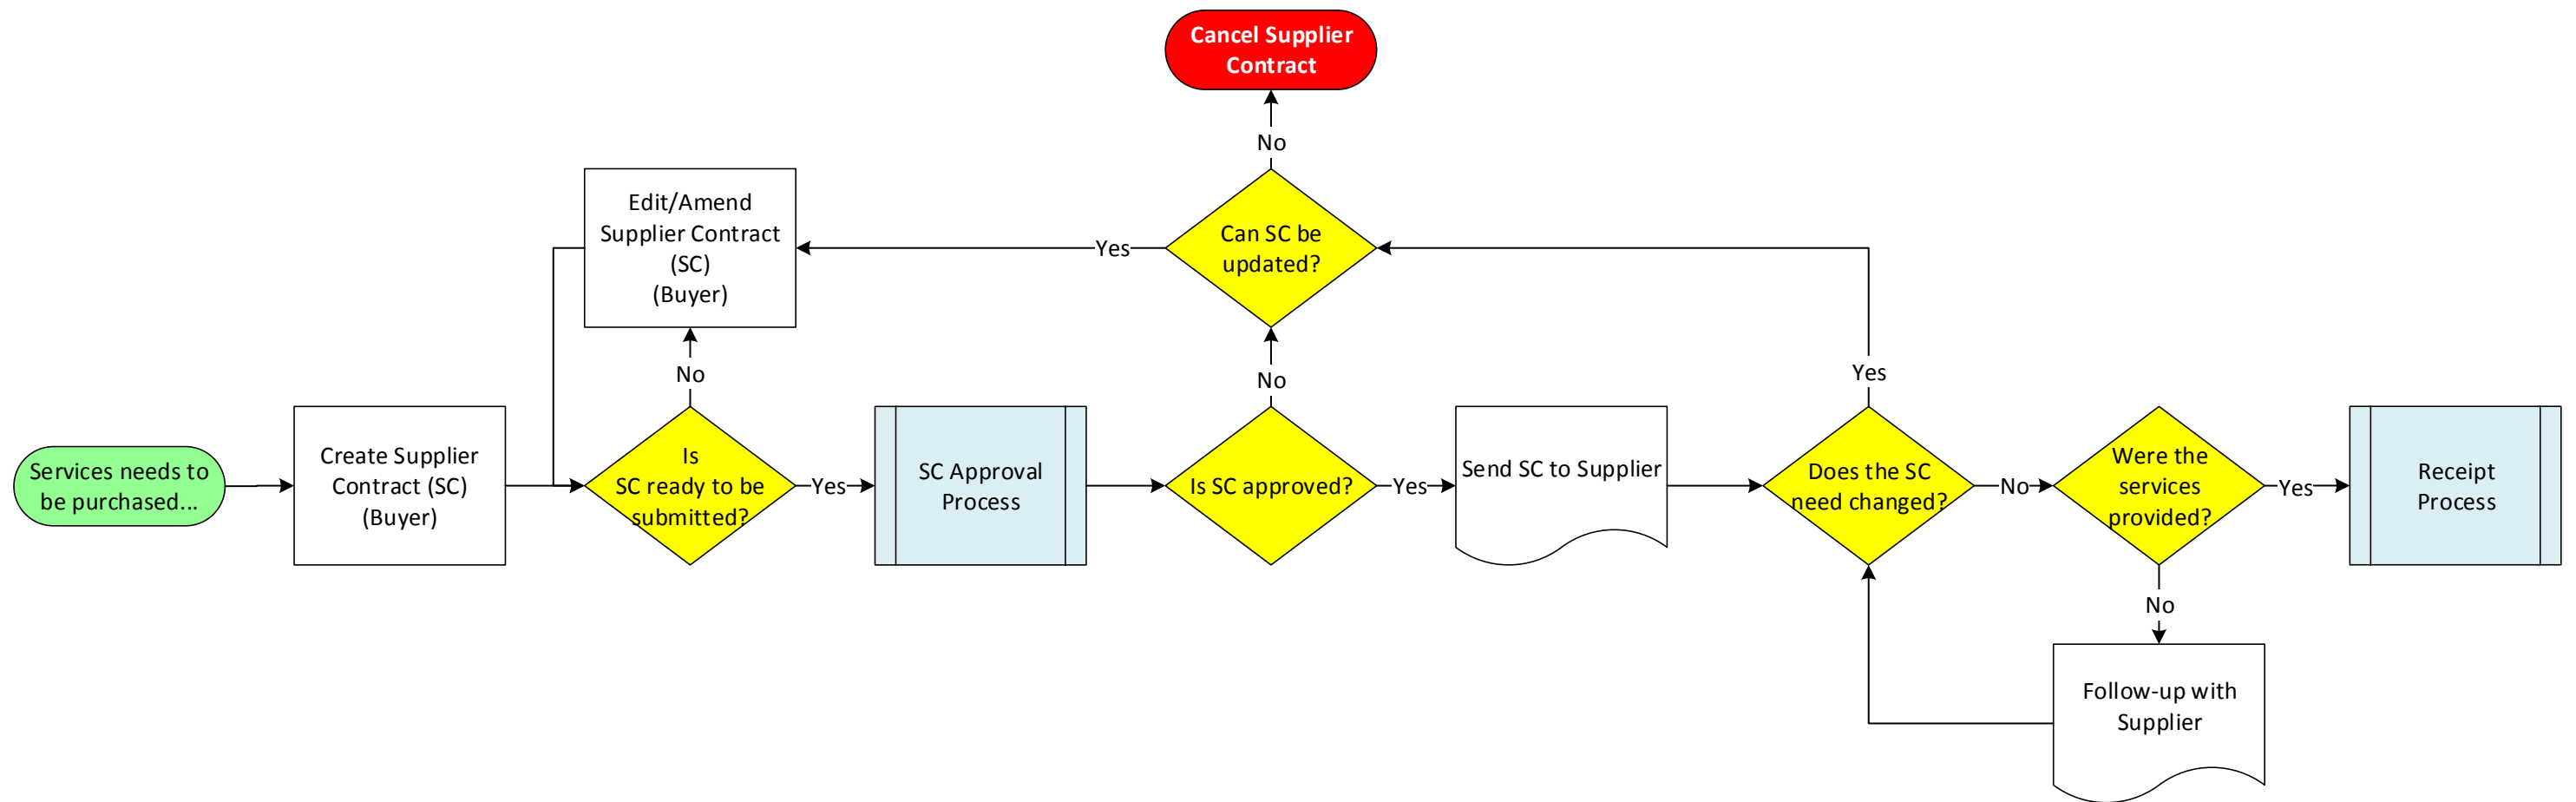 Cancel Supplier
Contract
No
Edit/Amend
Supplier Contract
(SC)
(Buyer)
Yes
Can SC be
updated?
No
No
Yes
Services needs to
be purchased...
Create Supplier
Contract (SC)
(Buyer)
Is
SC ready to be
submitted?
Yes
SC Approval
Process
Is SC approved?
Yes
Send SC to Supplier
Does the SC
need changed?
No
Were the
services
provided?
Yes
Receipt
Process
No
Follow-up with
Supplier